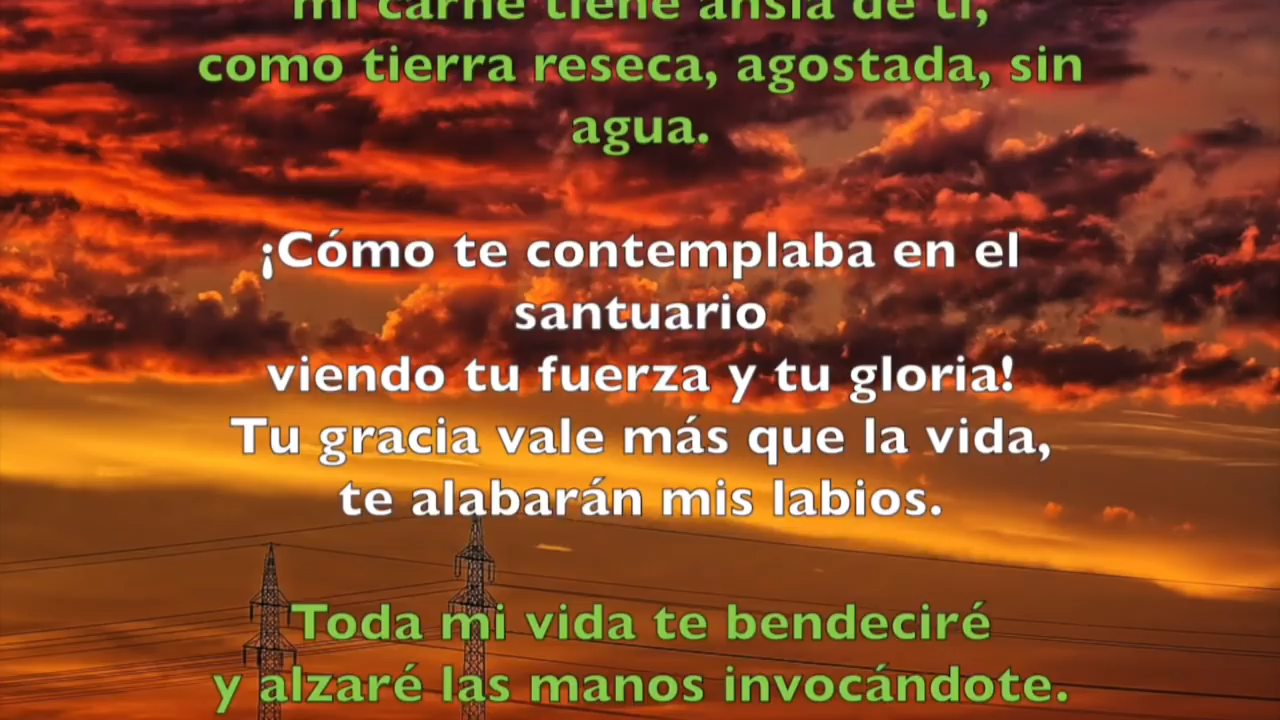 mi carne tiene ansia de ti,
como tierra reseca, agostada, sin
agua.
¡Cómo te contemplaba en el
santuario
viendo tu fuerza y tu gloria!
Tu gracia vale más que la vida,
te alabarán mis labios.
Toda mi vida te bendeciré
y alzaré las manos invocándote.